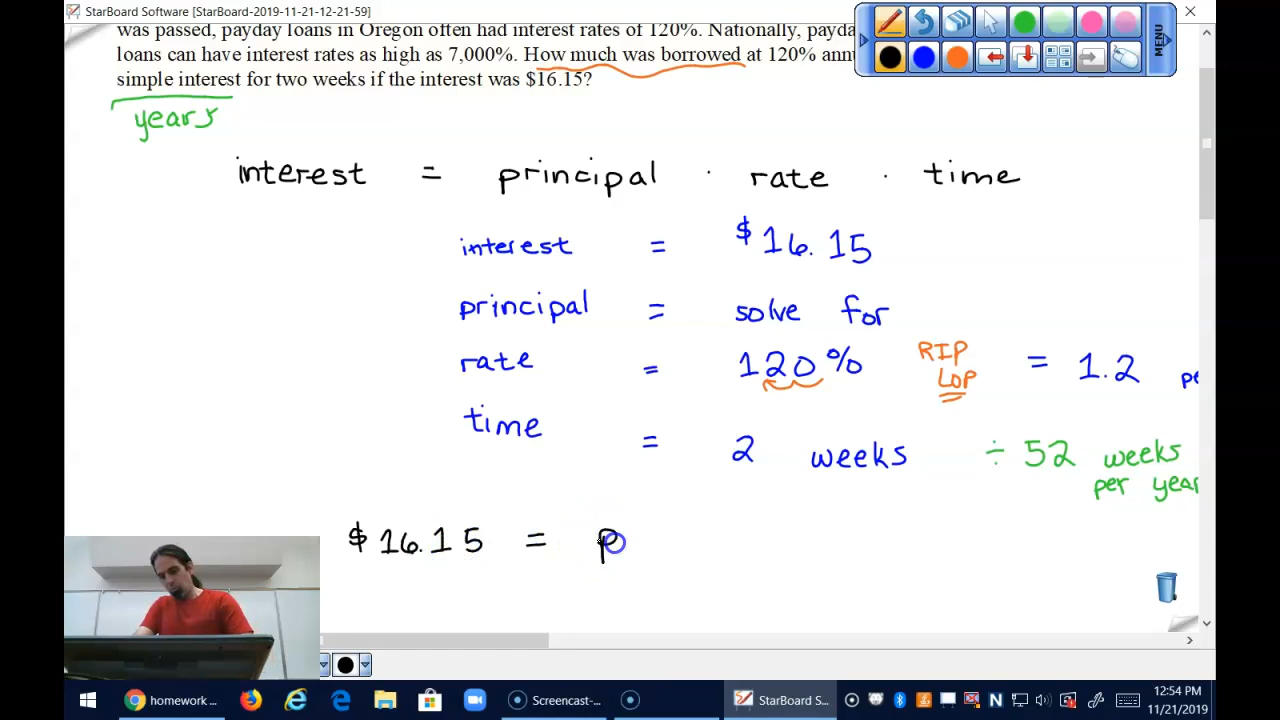 StarBoard Software [StarBoard-2019-11-21-12-21-59]
was passed, payday loans in Oregon often had interest rates of 120%. Nationally, payda
loans can have interest rates as high as 7,000%. How much was borrowed at 120% annu
simple interest for two weeks if the interest was $16.15?
years
interest = principal · rate · time
interest = $16.15
principal = solve for
rate = 120% RIP LOP = 1.2 pe
time = 2 weeks ÷ 52 weeks per year
$16.15 = p
MENU
homework ...
Screencast-...
StarBoard S...
12:54 PM
11/21/2019